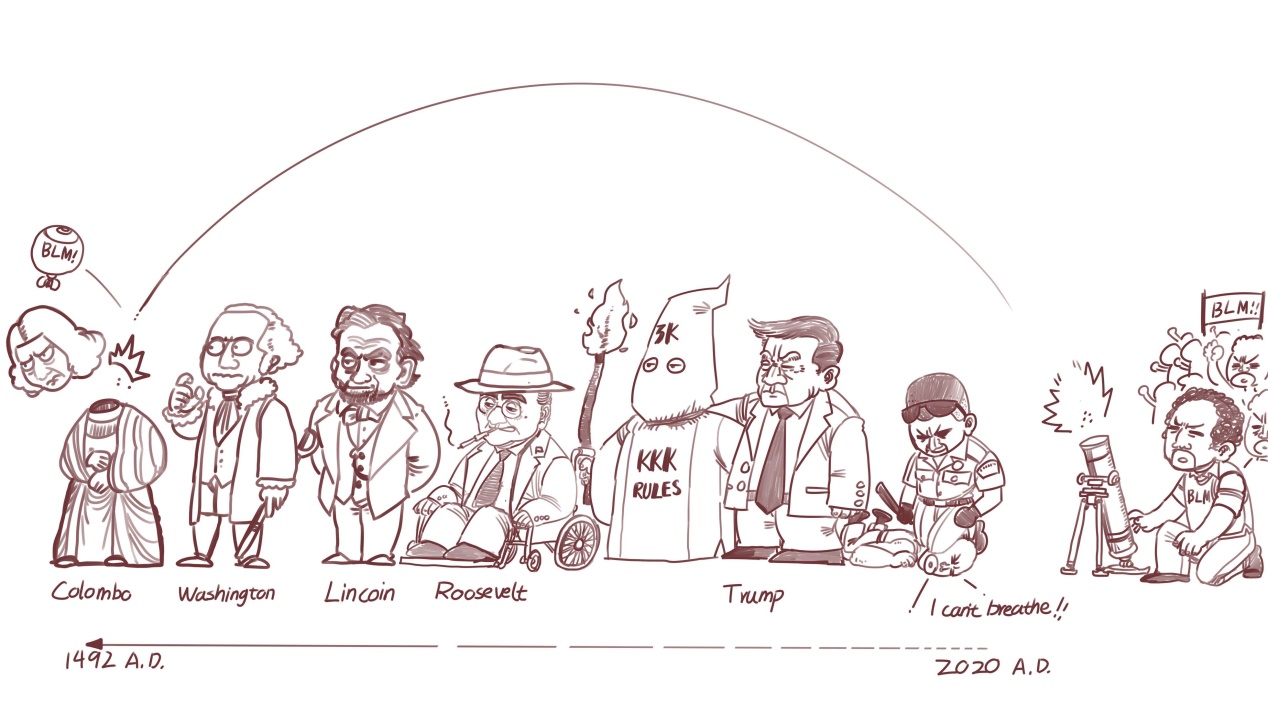 BLM!
BLM!!
3K
KKK
RULES
BLM
Colombo
Washington
Lincoin
Roosevelt
Trump
I can't breathe!!
1492 A.D.
2020 A.D.